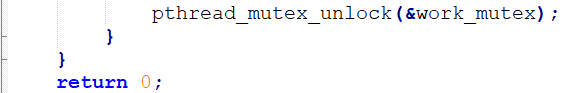 pthread_mutex_unlock(&work_mutex);
}
}
return 0;